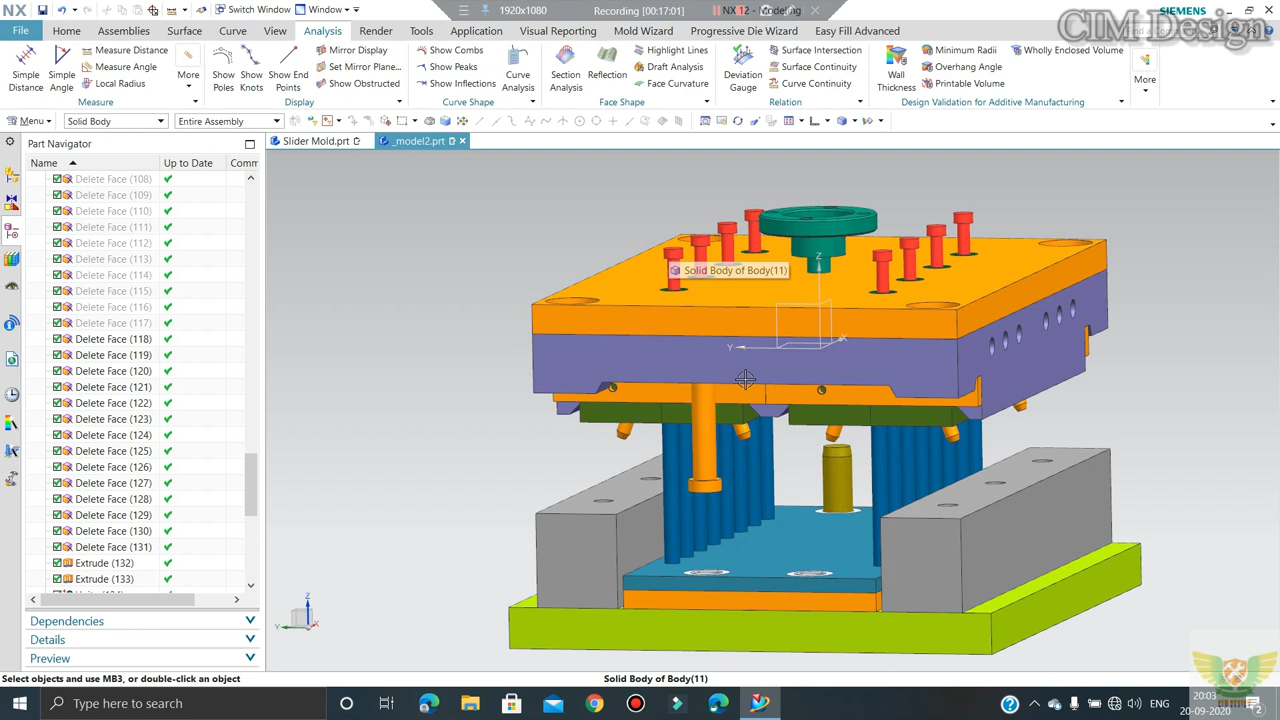 NX Switch Window Window 1920x1080 Recording [00:17:01] NX 12 - Modeling SIEMENS
CIM Design
File Home Assemblies Surface Curve View Analysis Render Tools Application Visual Reporting Mold Wizard Progressive Die Wizard Easy Fill Advanced
Simple Distance
Simple Angle
Measure Distance
Measure Angle
Local Radius
More
Measure
Show Poles
Show Knots
Show End Points
Mirror Display
Set Mirror Plane...
Show Obstructed
Display
Show Combs
Show Peaks
Show Inflections
Curve Analysis
Curve Shape
Section Analysis
Reflection
Highlight Lines
Draft Analysis
Face Curvature
Face Shape
Deviation Gauge
Surface Intersection
Surface Continuity
Curve Continuity
Relation
Wall Thickness
Minimum Radii
Overhang Angle
Printable Volume
Wholly Enclosed Volume
Design Validation for Additive Manufacturing
More
Menu Solid Body Entire Assembly
Part Navigator
Slider Mold.prt _model2.prt
Name Up to Date Comm
Delete Face (108)
Delete Face (109)
Delete Face (110)
Delete Face (111)
Delete Face (112)
Delete Face (113)
Delete Face (114)
Delete Face (115)
Delete Face (116)
Delete Face (117)
Delete Face (118)
Delete Face (119)
Delete Face (120)
Delete Face (121)
Delete Face (122)
Delete Face (123)
Delete Face (124)
Delete Face (125)
Delete Face (126)
Delete Face (127)
Delete Face (128)
Delete Face (129)
Delete Face (130)
Delete Face (131)
Extrude (132)
Extrude (133)
Dependencies
Details
Preview
Solid Body of Body(11)
Z
Y
X
Z
Y
X
Select objects and use MB3, or double-click an object
Solid Body of Body(11)
Type here to search
ENG
20:03
20-09-2020
2